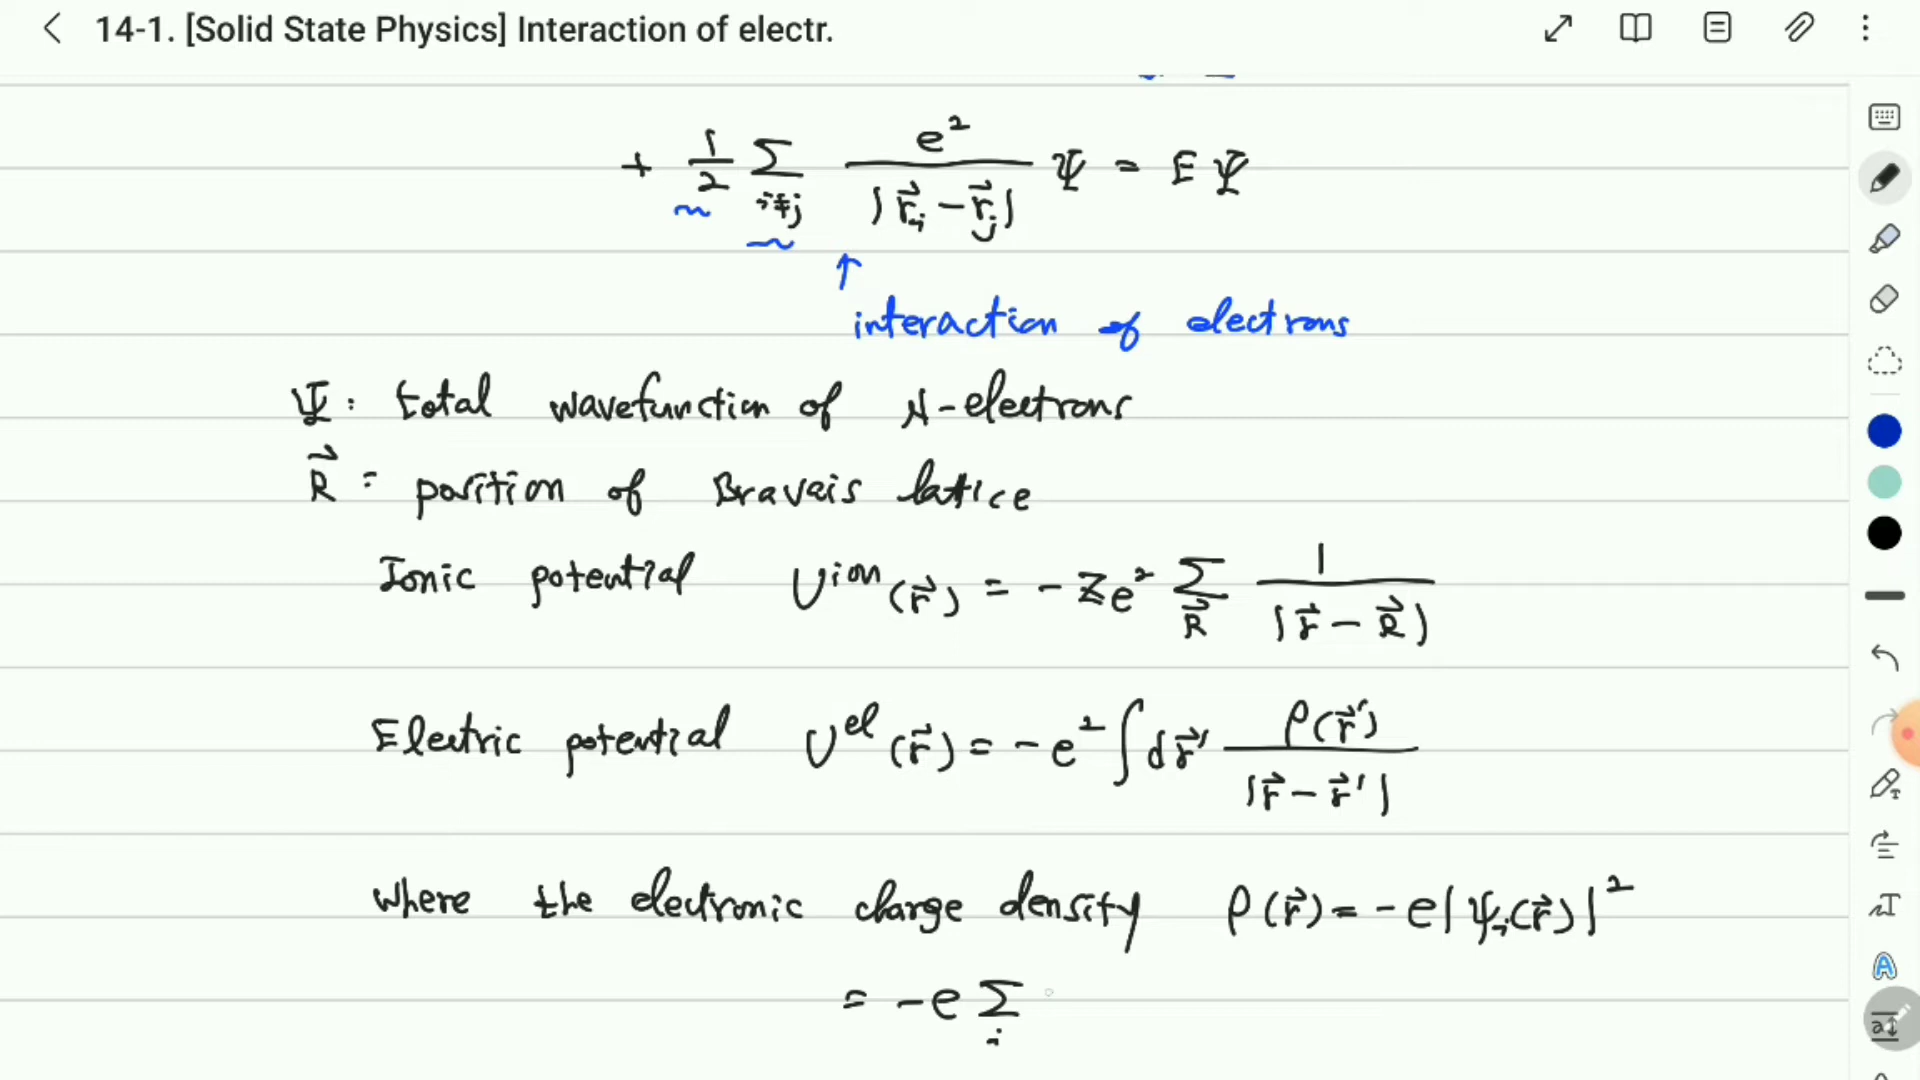 14-1. [Solid State Physics] Interaction of electr.
+ 1/2 Σ_{i≠j} e² / |r⃗_i − r⃗_j| Ψ = E Ψ
interaction of electrons
Ψ : total wavefunction of N-electrons
R⃗ : position of Bravais lattice
Ionic potential U^{ion}(r⃗) = − Ze² Σ_{R⃗} 1 / |r⃗ − R⃗|
Electric potential U^{el}(r⃗) = − e² ∫ dr⃗′ ρ(r⃗′) / |r⃗ − r⃗′|
where the electronic charge density ρ(r⃗) = − e|ψ_i(r⃗)|²
= − e Σ_i